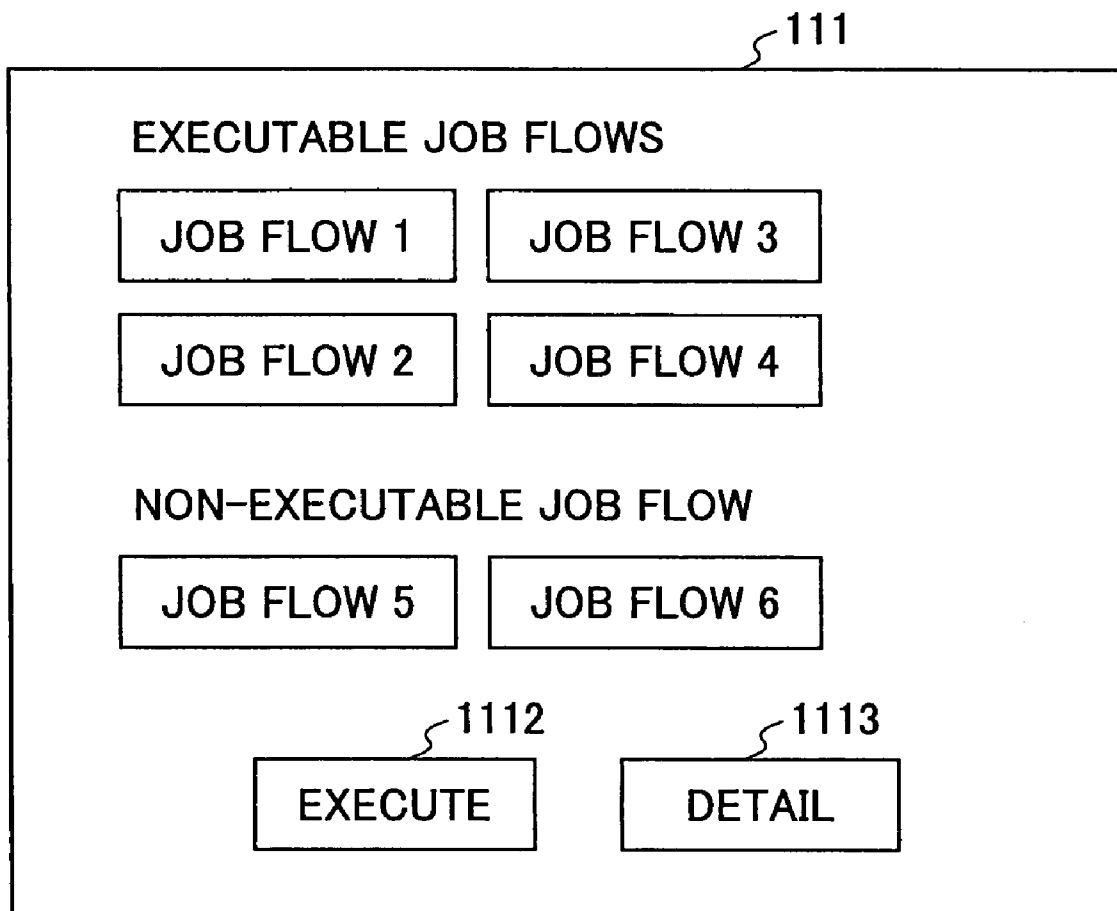 111
EXECUTABLE JOB FLOWS
JOB FLOW 1 JOB FLOW 3
JOB FLOW 2 JOB FLOW 4
NON-EXECUTABLE JOB FLOW
JOB FLOW 5 JOB FLOW 6
1112 1113
EXECUTE DETAIL